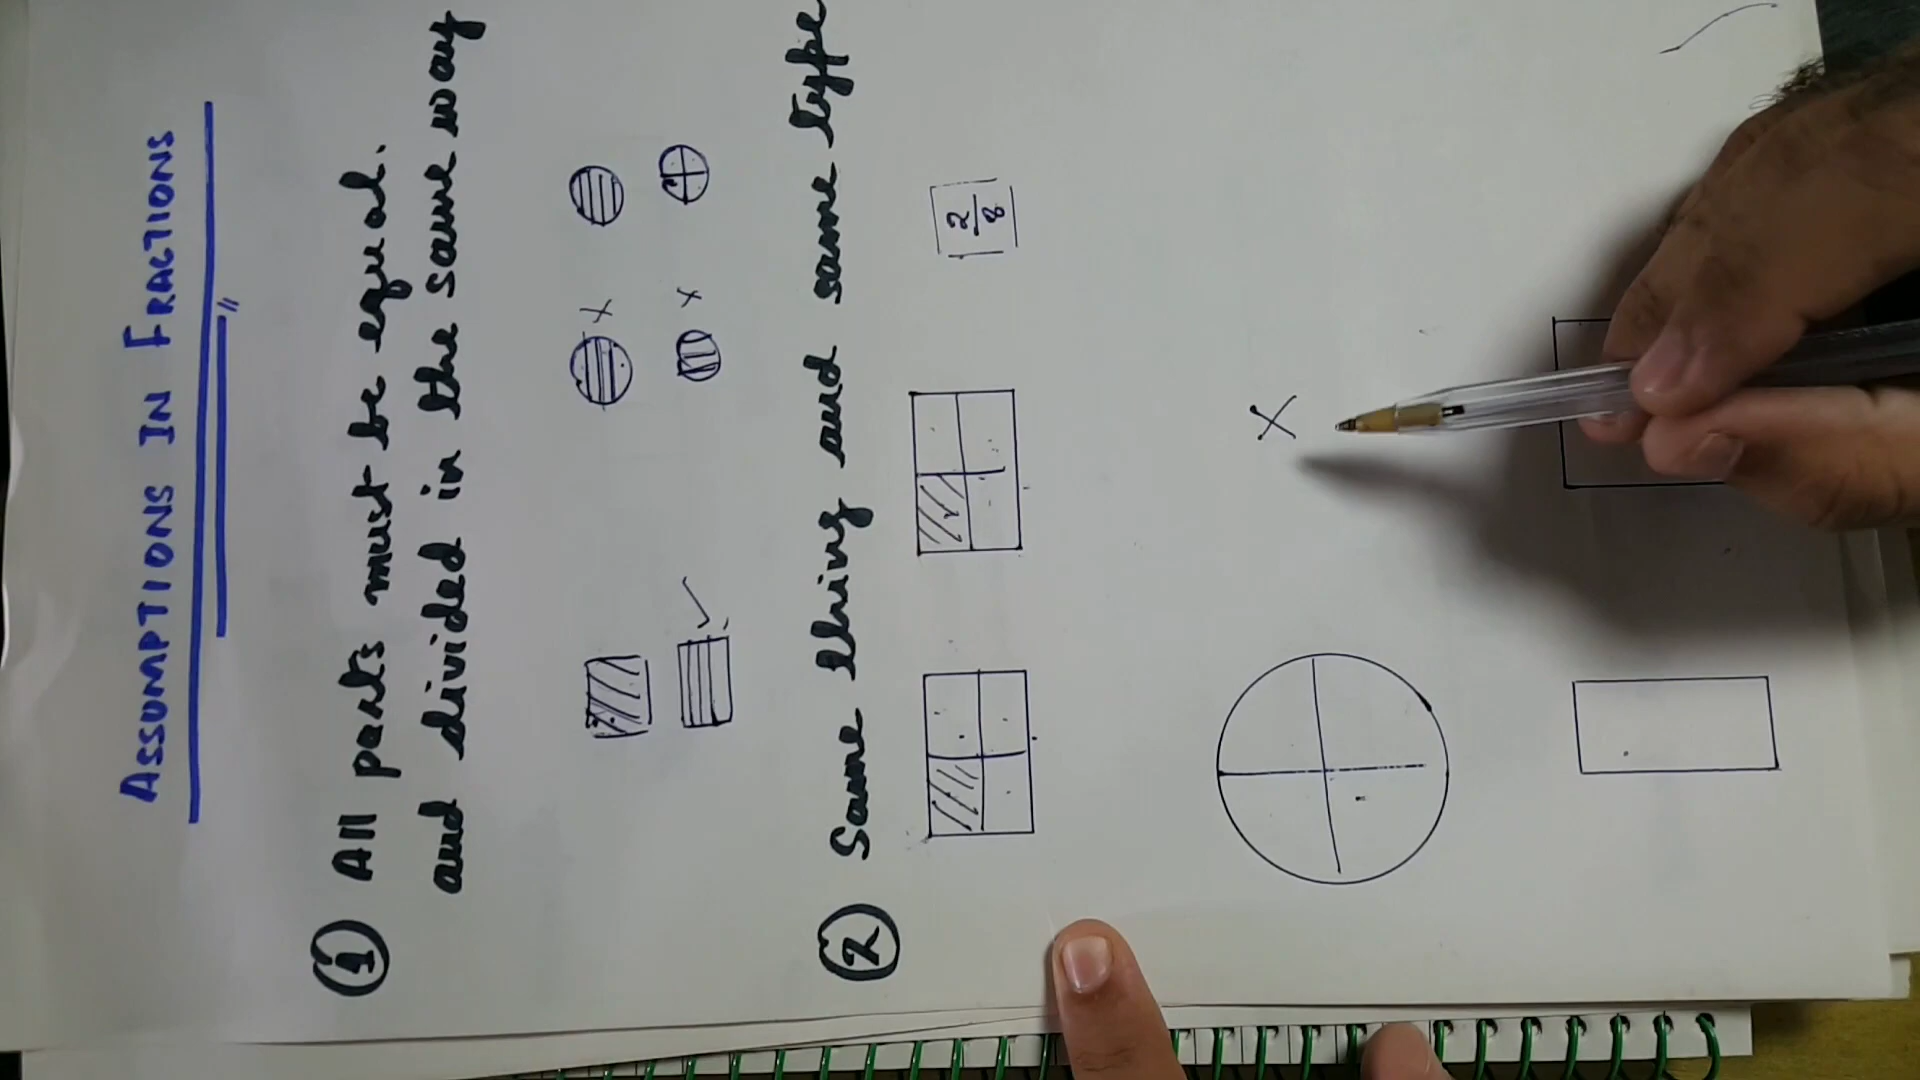 ASSUMPTIONS IN FRACTIONS
1 All parts must be equal.
and divided in the same way
x
x
✓
2 Same thing and same type
2/8
x